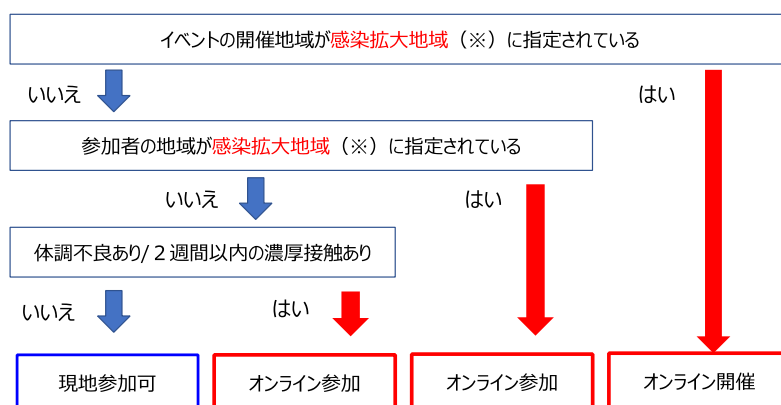 イベントの開催地域が感染拡大地域（※）に指定されている
いいえ
はい
参加者の地域が感染拡大地域（※）に指定されている
いいえ
はい
体調不良あり/２週間以内の濃厚接触あり
いいえ
はい
現地参加可
オンライン参加
オンライン参加
オンライン開催